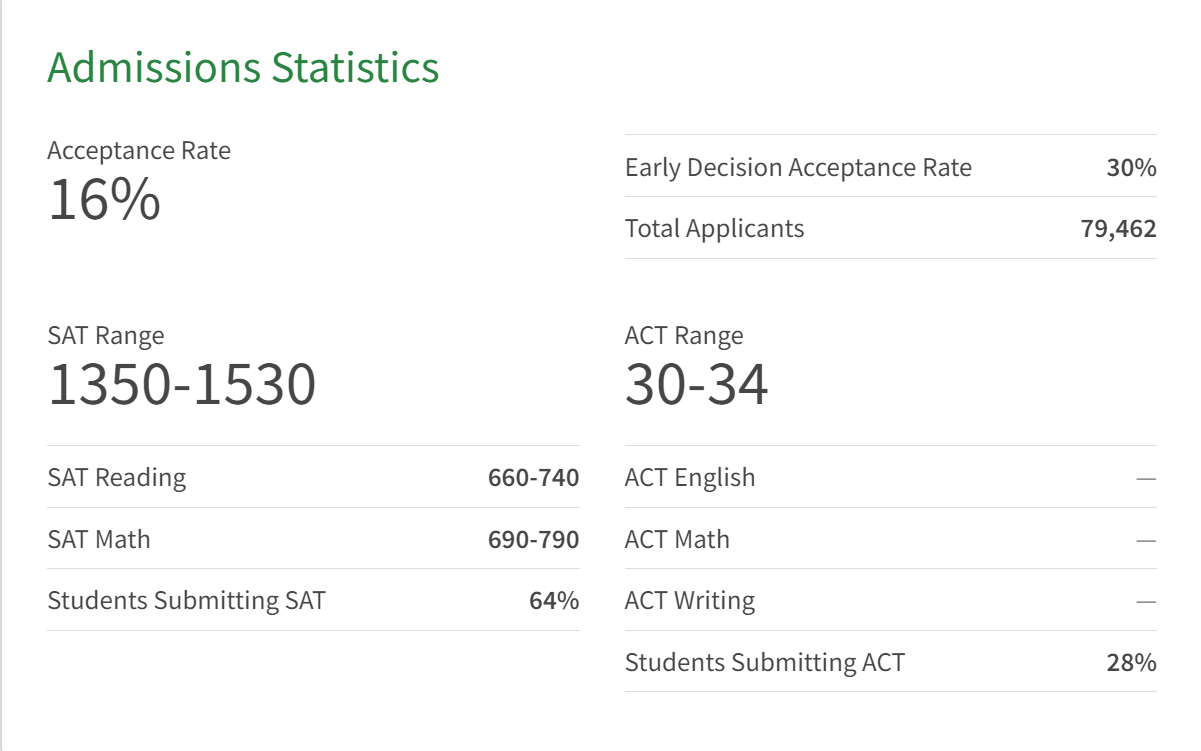 Admissions Statistics
Acceptance Rate
16%
Early Decision Acceptance Rate 30%
Total Applicants 79,462
SAT Range
1350-1530
SAT Reading 660-740
SAT Math 690-790
Students Submitting SAT 64%
ACT Range
30-34
ACT English —
ACT Math —
ACT Writing —
Students Submitting ACT 28%